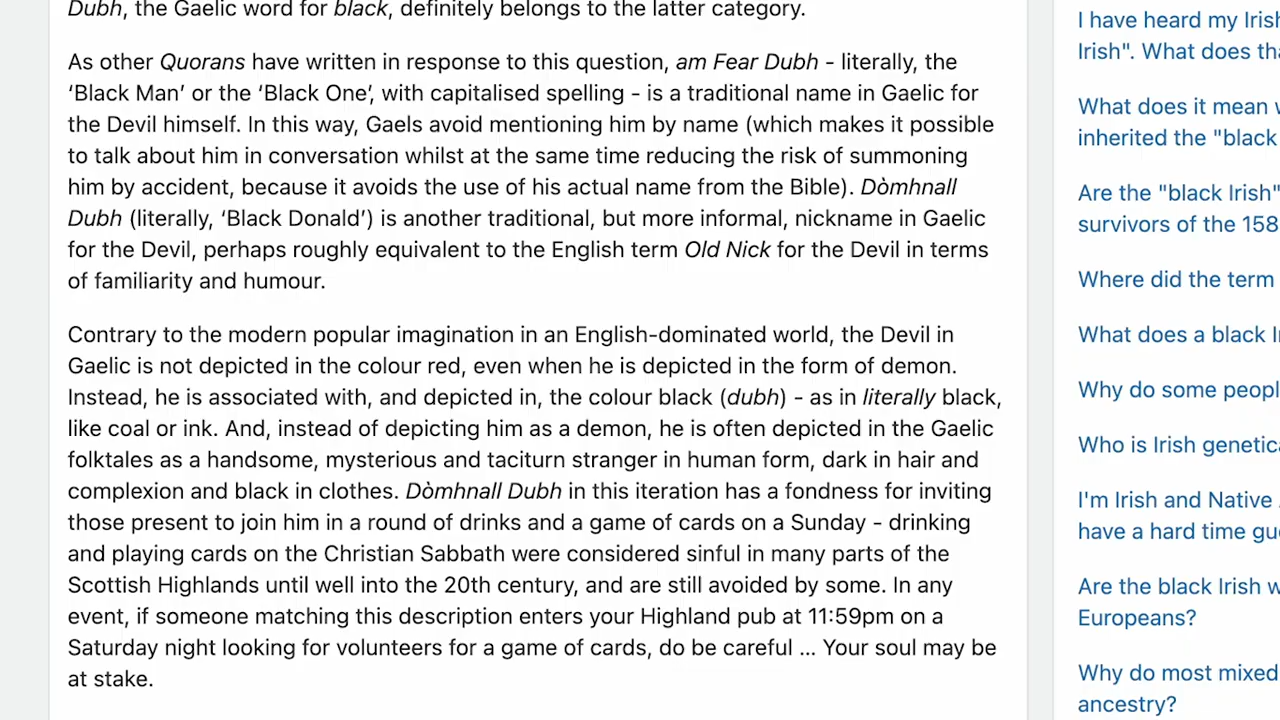 Dubh, the Gaelic word for black, definitely belongs to the latter category.
As other Quorans have written in response to this question, am Fear Dubh - literally, the
‘Black Man’ or the ‘Black One’, with capitalised spelling - is a traditional name in Gaelic for
the Devil himself. In this way, Gaels avoid mentioning him by name (which makes it possible
to talk about him in conversation whilst at the same time reducing the risk of summoning
him by accident, because it avoids the use of his actual name from the Bible). Dòmhnall
Dubh (literally, ‘Black Donald’) is another traditional, but more informal, nickname in Gaelic
for the Devil, perhaps roughly equivalent to the English term Old Nick for the Devil in terms
of familiarity and humour.
Contrary to the modern popular imagination in an English-dominated world, the Devil in
Gaelic is not depicted in the colour red, even when he is depicted in the form of demon.
Instead, he is associated with, and depicted in, the colour black (dubh) - as in literally black,
like coal or ink. And, instead of depicting him as a demon, he is often depicted in the Gaelic
folktales as a handsome, mysterious and taciturn stranger in human form, dark in hair and
complexion and black in clothes. Dòmhnall Dubh in this iteration has a fondness for inviting
those present to join him in a round of drinks and a game of cards on a Sunday - drinking
and playing cards on the Christian Sabbath were considered sinful in many parts of the
Scottish Highlands until well into the 20th century, and are still avoided by some. In any
event, if someone matching this description enters your Highland pub at 11:59pm on a
Saturday night looking for volunteers for a game of cards, do be careful ... Your soul may be
at stake.
I have heard my Irish
Irish". What does tha
What does it mean w
inherited the "black
Are the "black Irish"
survivors of the 158
Where did the term
What does a black I
Why do some peopl
Who is Irish genetica
I'm Irish and Native
have a hard time gu
Are the black Irish w
Europeans?
Why do most mixed
ancestry?